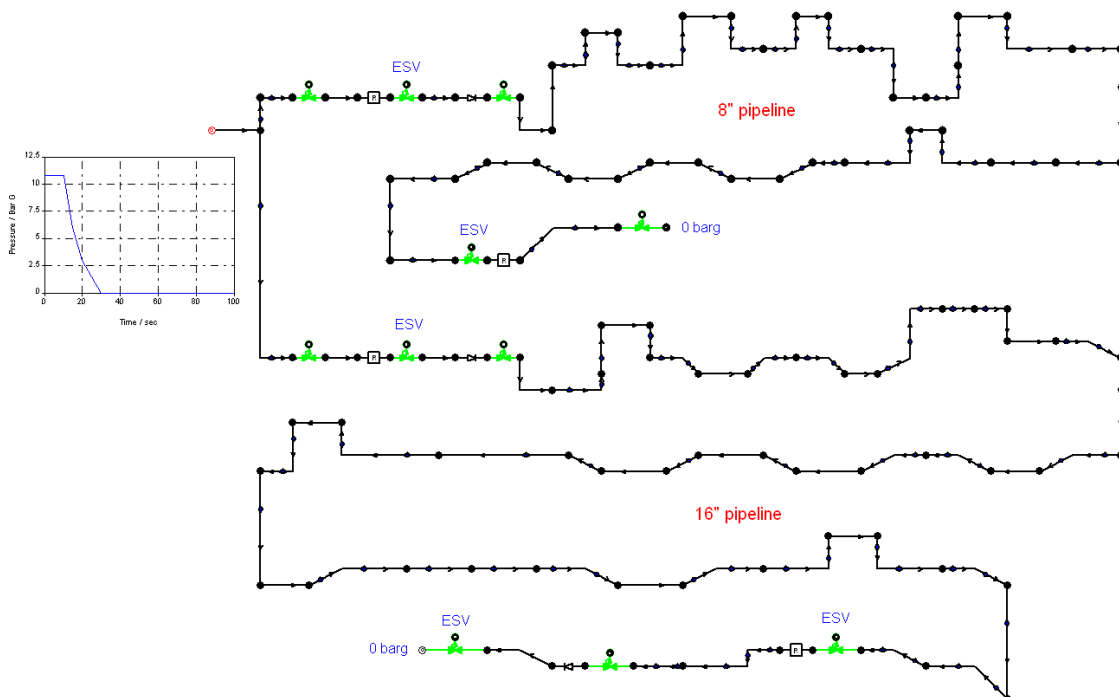 ESV
8" pipeline
12.5
10
7.5
5
2.5
0
Pressure / Bar G
0
20
40
60
80
100
Time / sec
R
ESV
R
0 barg
ESV
R
16" pipeline
ESV
0 barg
R
ESV